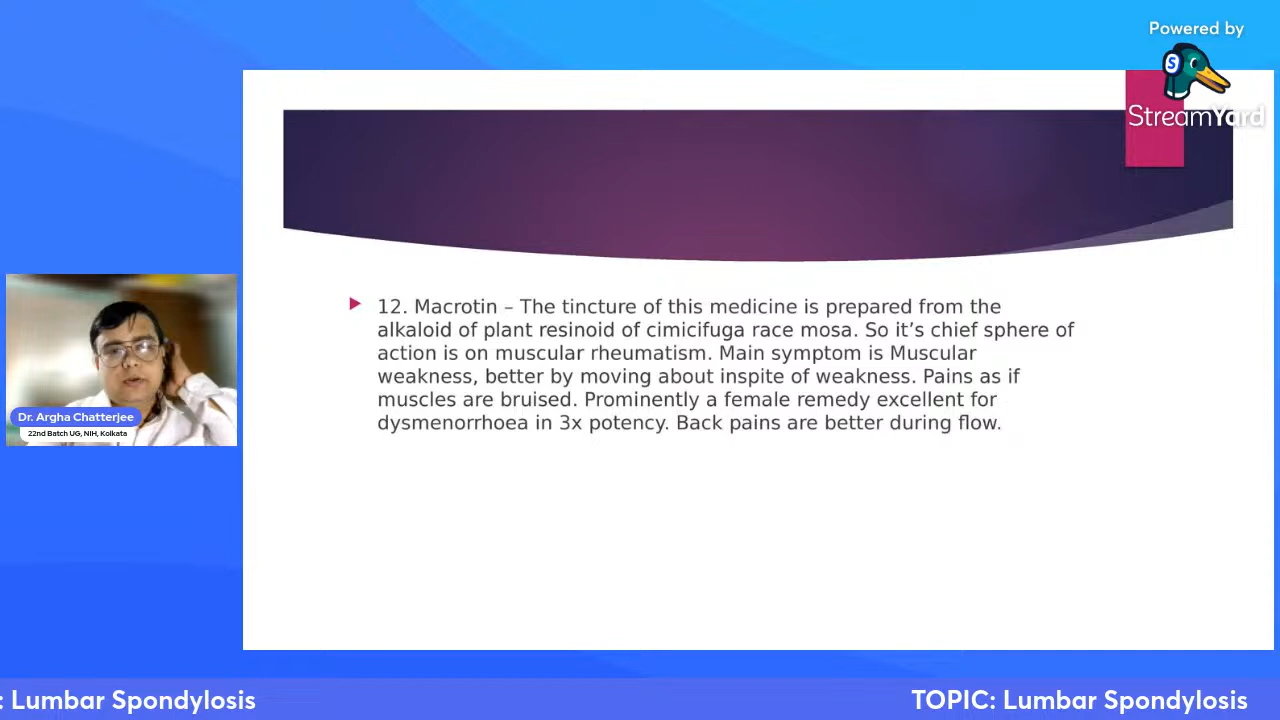 Powered by
S
StreamYard
12. Macrotin – The tincture of this medicine is prepared from the
alkaloid of plant resinoid of cimicifuga race mosa. So it’s chief sphere of
action is on muscular rheumatism. Main symptom is Muscular
weakness, better by moving about inspite of weakness. Pains as if
muscles are bruised. Prominently a female remedy excellent for
dysmenorrhoea in 3x potency. Back pains are better during flow.
Dr. Argha Chatterjee
22nd Batch UG, NIH, Kolkata
: Lumbar Spondylosis
TOPIC: Lumbar Spondylosis